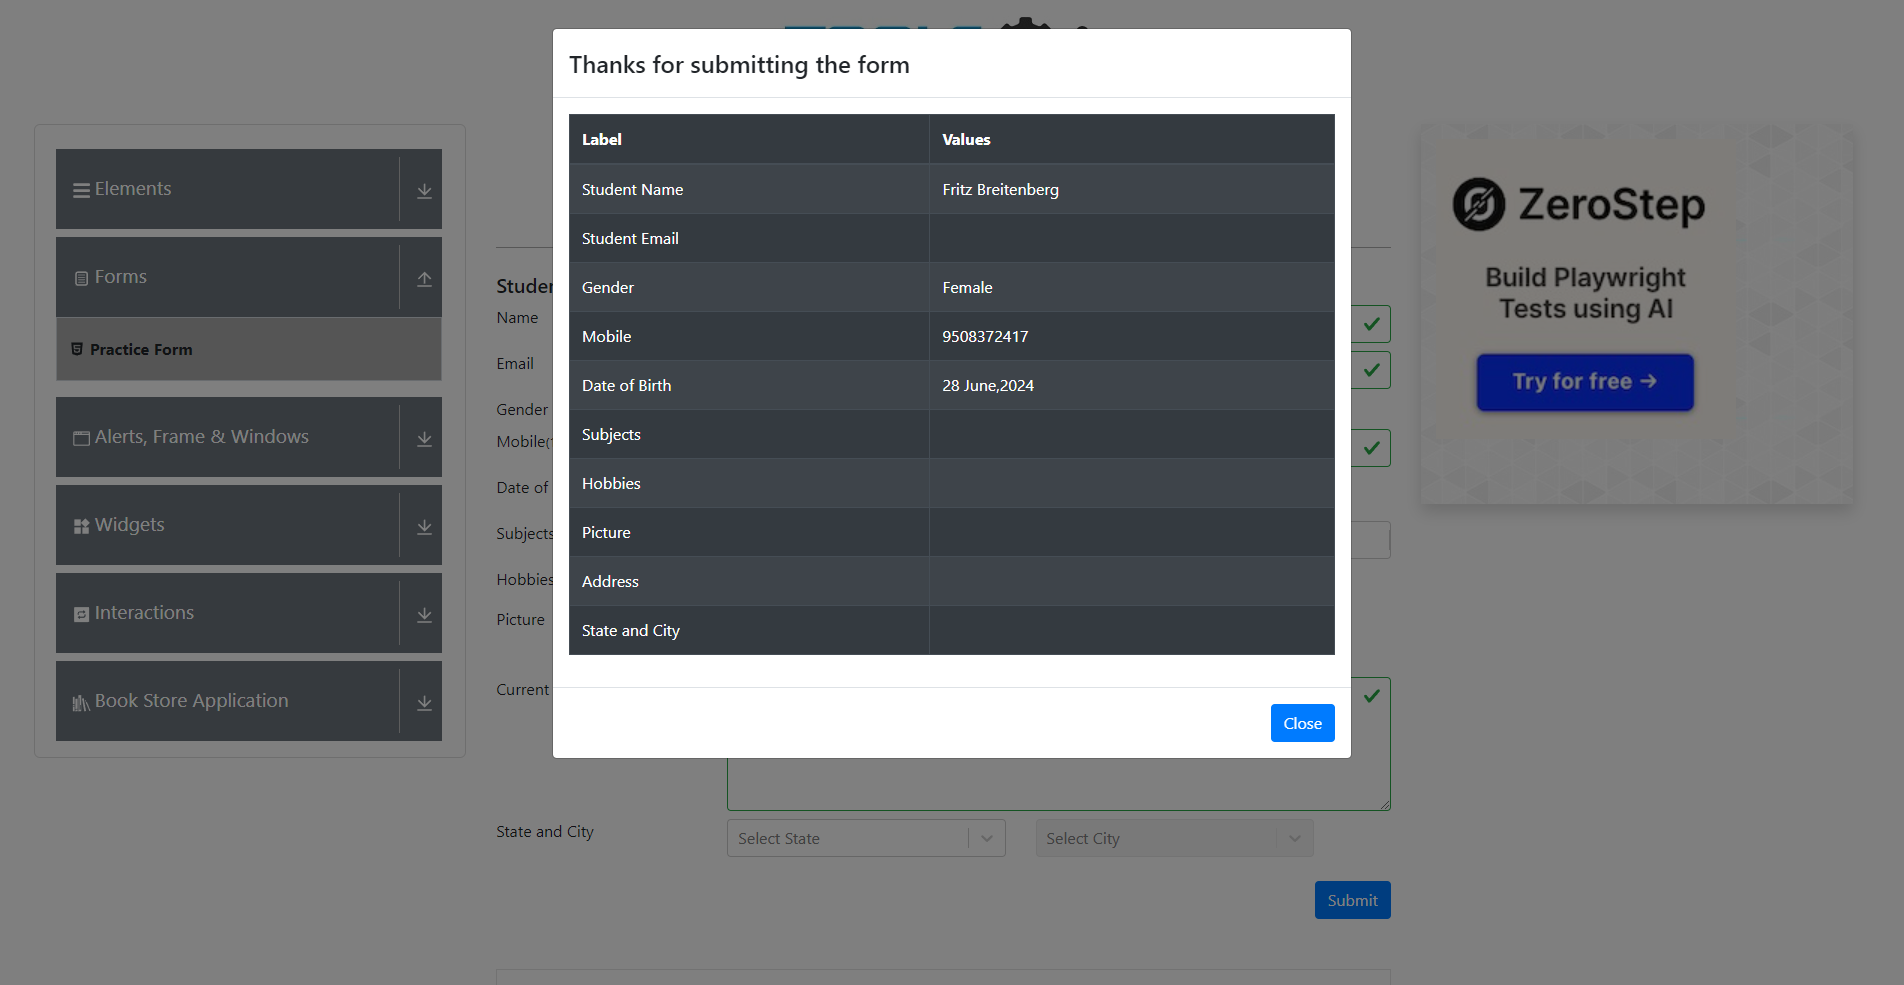 Thanks for submitting the form
Label Values
Student Name Fritz Breitenberg
Student Email
Gender Female
Mobile 9508372417
Date of Birth 28 June,2024
Subjects
Hobbies
Picture
Address
State and City
Close
Elements
Forms
Practice Form
Alerts, Frame & Windows
Widgets
Interactions
Book Store Application
Studen
Name
Email
Gender
Mobile(
Date of
Subjects
Hobbies
Picture
Current
State and City
Select State
Select City
Submit
ZeroStep
Build Playwright
Tests using AI
Try for free →